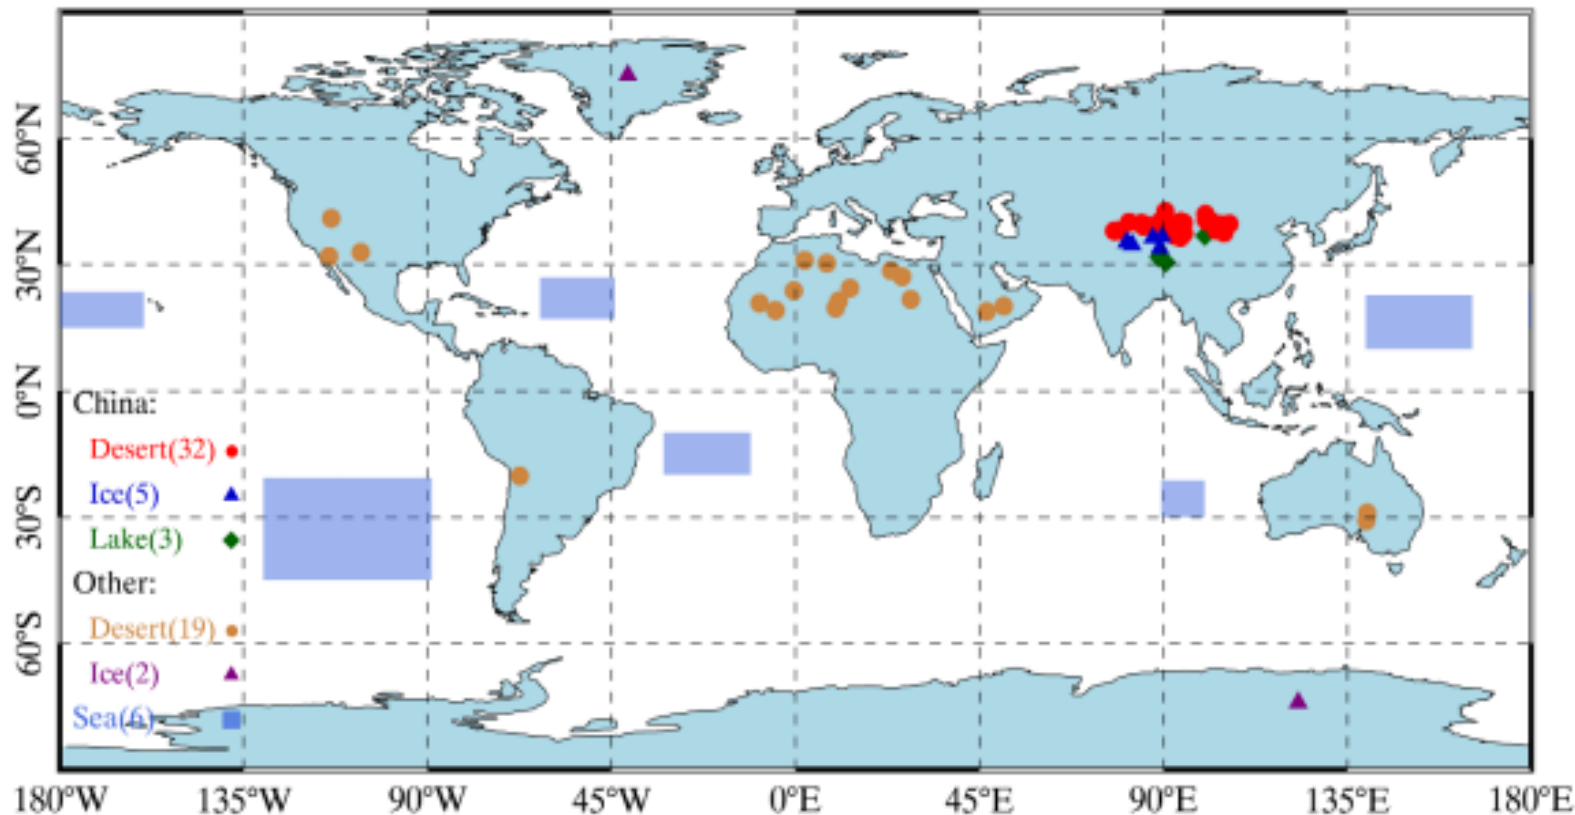 60°N
30°N
0°N
30°S
60°S
China:
Desert(32)
Ice(5)
Lake(3)
Other:
Desert(19)
Ice(2)
Sea(6)
180°W 135°W 90°W 45°W 0°E 45°E 90°E 135°E 180°E